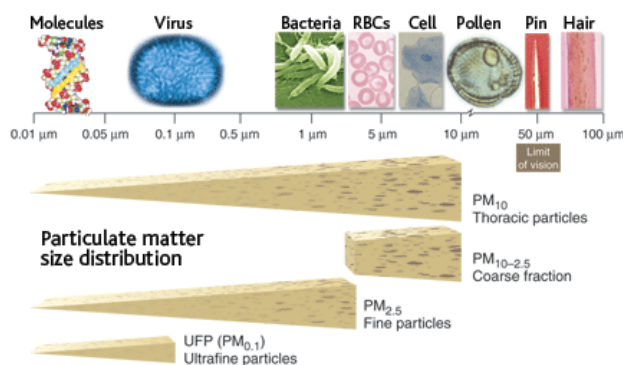 Molecules Virus Bacteria RBCs Cell Pollen Pin Hair
0.01 μm 0.05 μm 0.1 μm 0.5 μm 1 μm 5 μm 10 μm 50 μm 100 μm
Limit
of vision
PM10
Thoracic particles
Particulate matter
size distribution
PM10–2.5
Coarse fraction
PM2.5
Fine particles
UFP (PM0.1)
Ultrafine particles